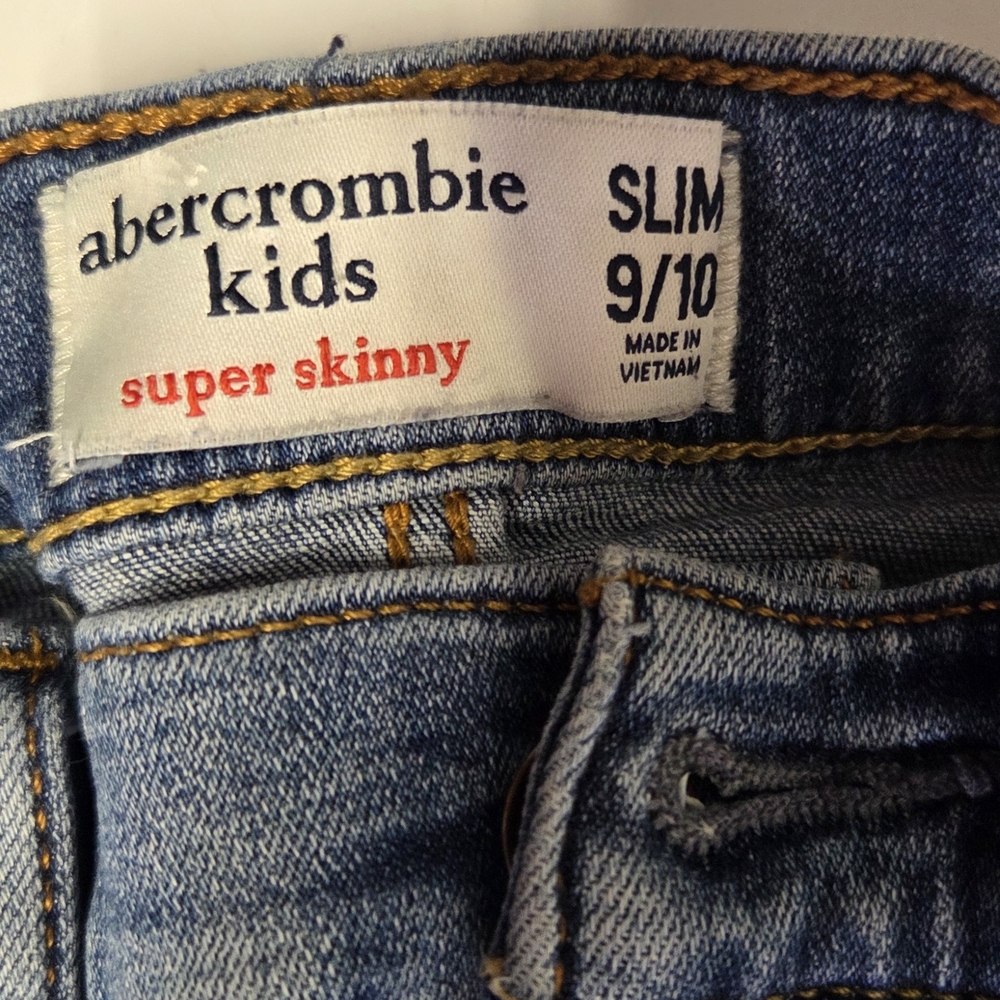 abercrombie
kids
super skinny
SLIM
9/10
MADE IN
VIETNAM